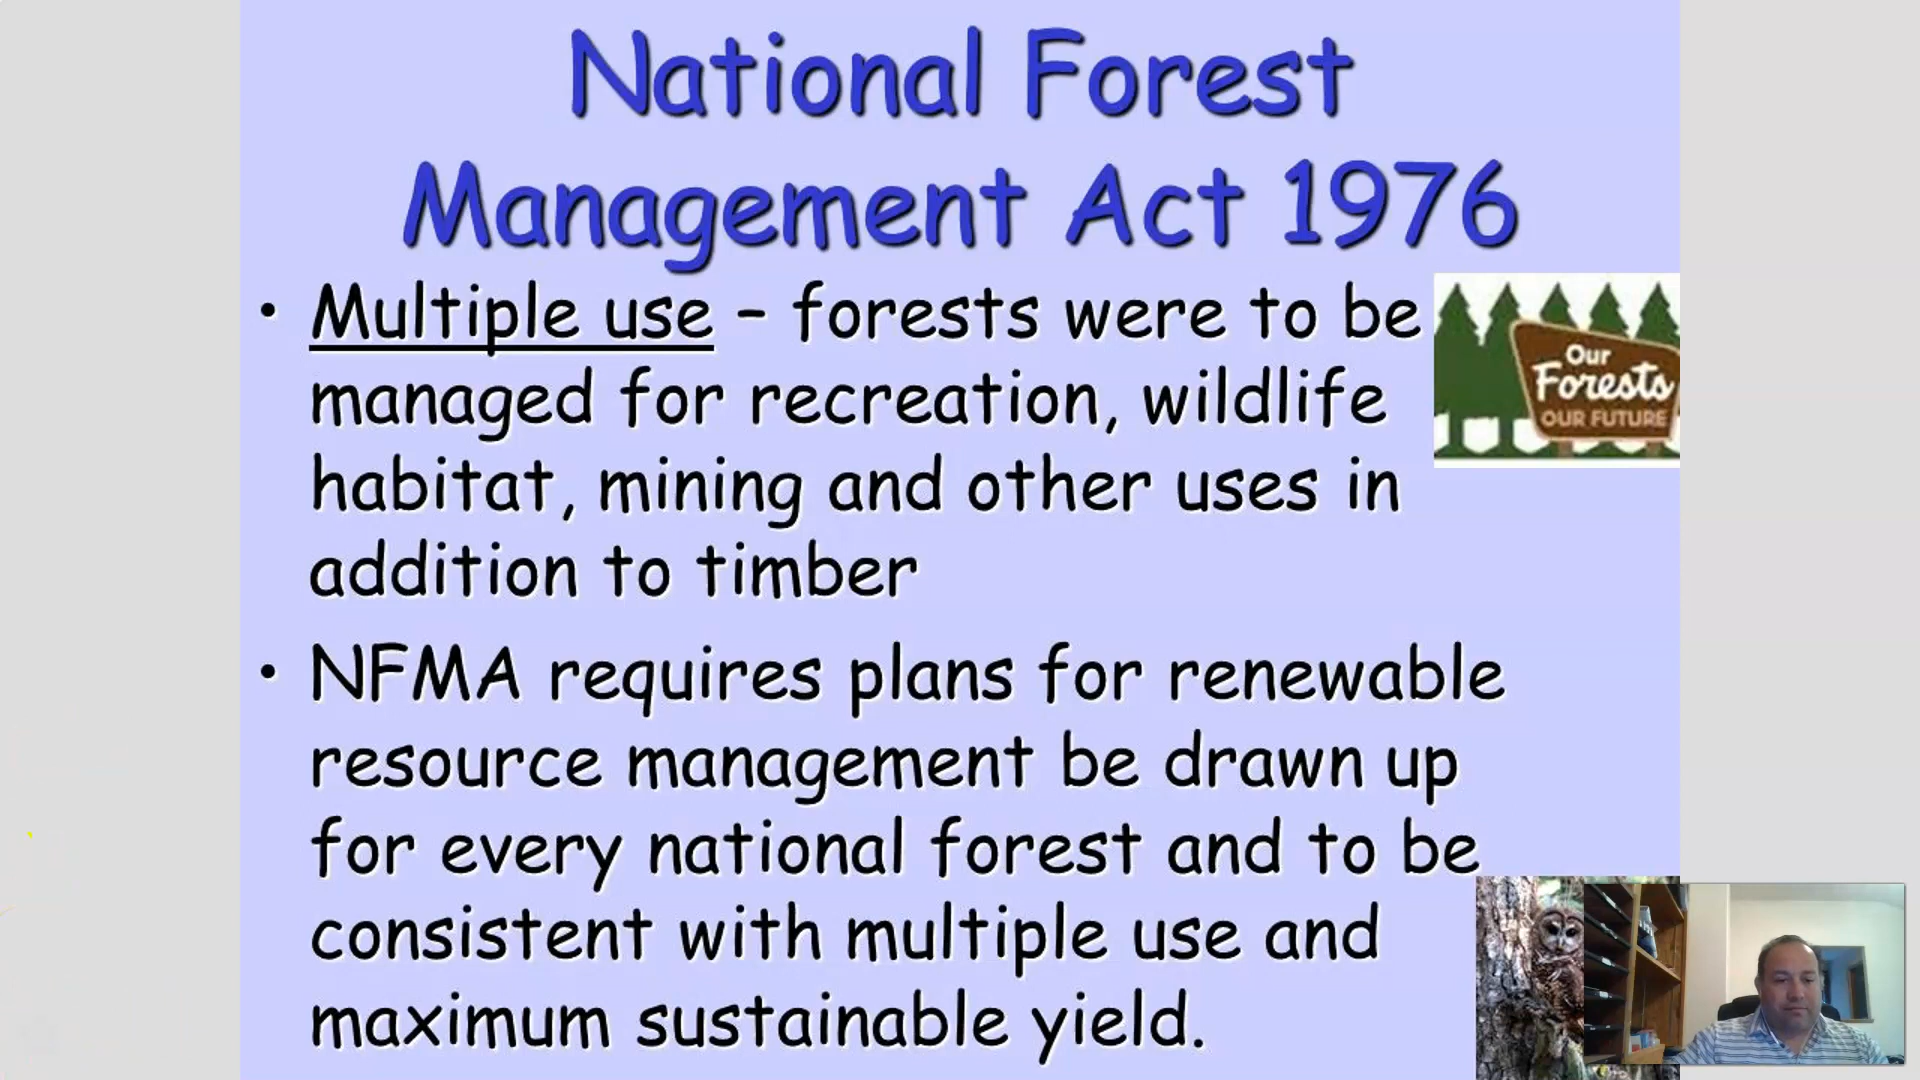 National Forest
Management Act 1976
• Multiple use – forests were to be
managed for recreation, wildlife
habitat, mining and other uses in
addition to timber
Our
Forests
OUR FUTURE
• NFMA requires plans for renewable
resource management be drawn up
for every national forest and to be
consistent with multiple use and
maximum sustainable yield.